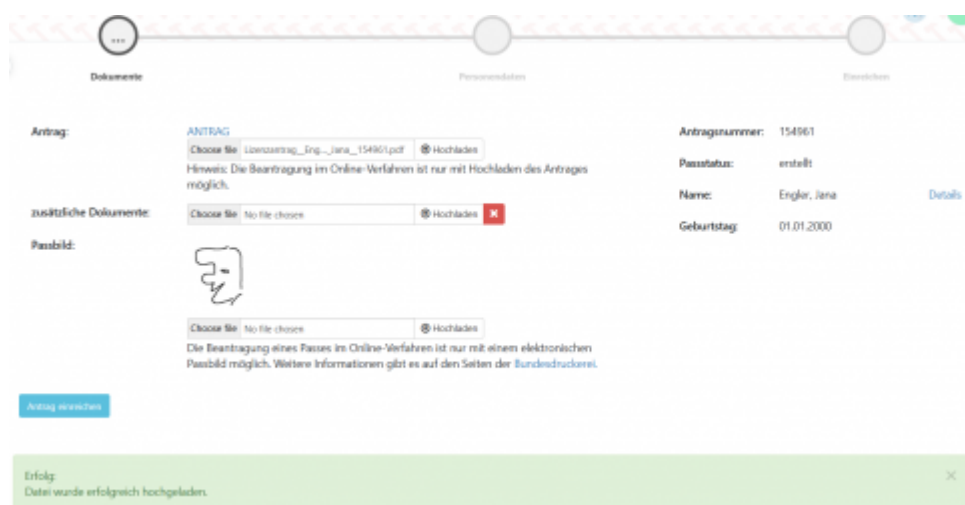 ...
Dokumente
Personendaten
Einreichen
Antrag:
ANTRAG
Choose file Lizenzantrag__Eng..._Jana__154961.pdf Hochladen
Hinweis: Die Beantragung im Online-Verfahren ist nur mit Hochladen des Antrages
möglich.
zusätzliche Dokumente:
Choose file No file chosen Hochladen
Passbild:
Choose file No file chosen Hochladen
Die Beantragung eines Passes im Online-Verfahren ist nur mit einem elektronischen
Passbild möglich. Weitere Informationen gibt es auf den Seiten der Bundesdruckerei.
Antragsnummer: 154961
Passstatus: erstellt
Name: Engler, Jana Details
Geburtstag: 01.01.2000
Antrag einreichen
Erfolg:
Datei wurde erfolgreich hochgeladen.